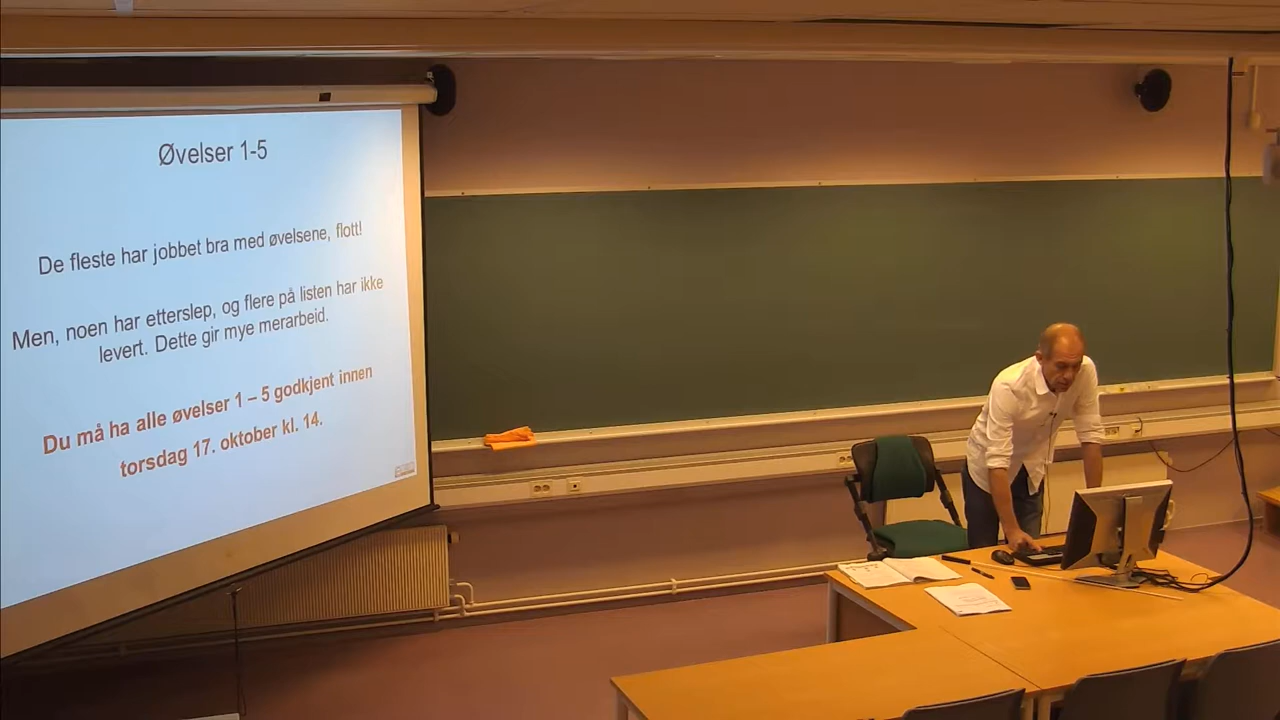 Øvelser 1-5
De fleste har jobbet bra med øvelsene, flott!
Men, noen har etterslep, og flere på listen har ikke
levert. Dette gir mye merarbeid.
Du må ha alle øvelser 1 – 5 godkjent innen
torsdag 17. oktober kl. 14.